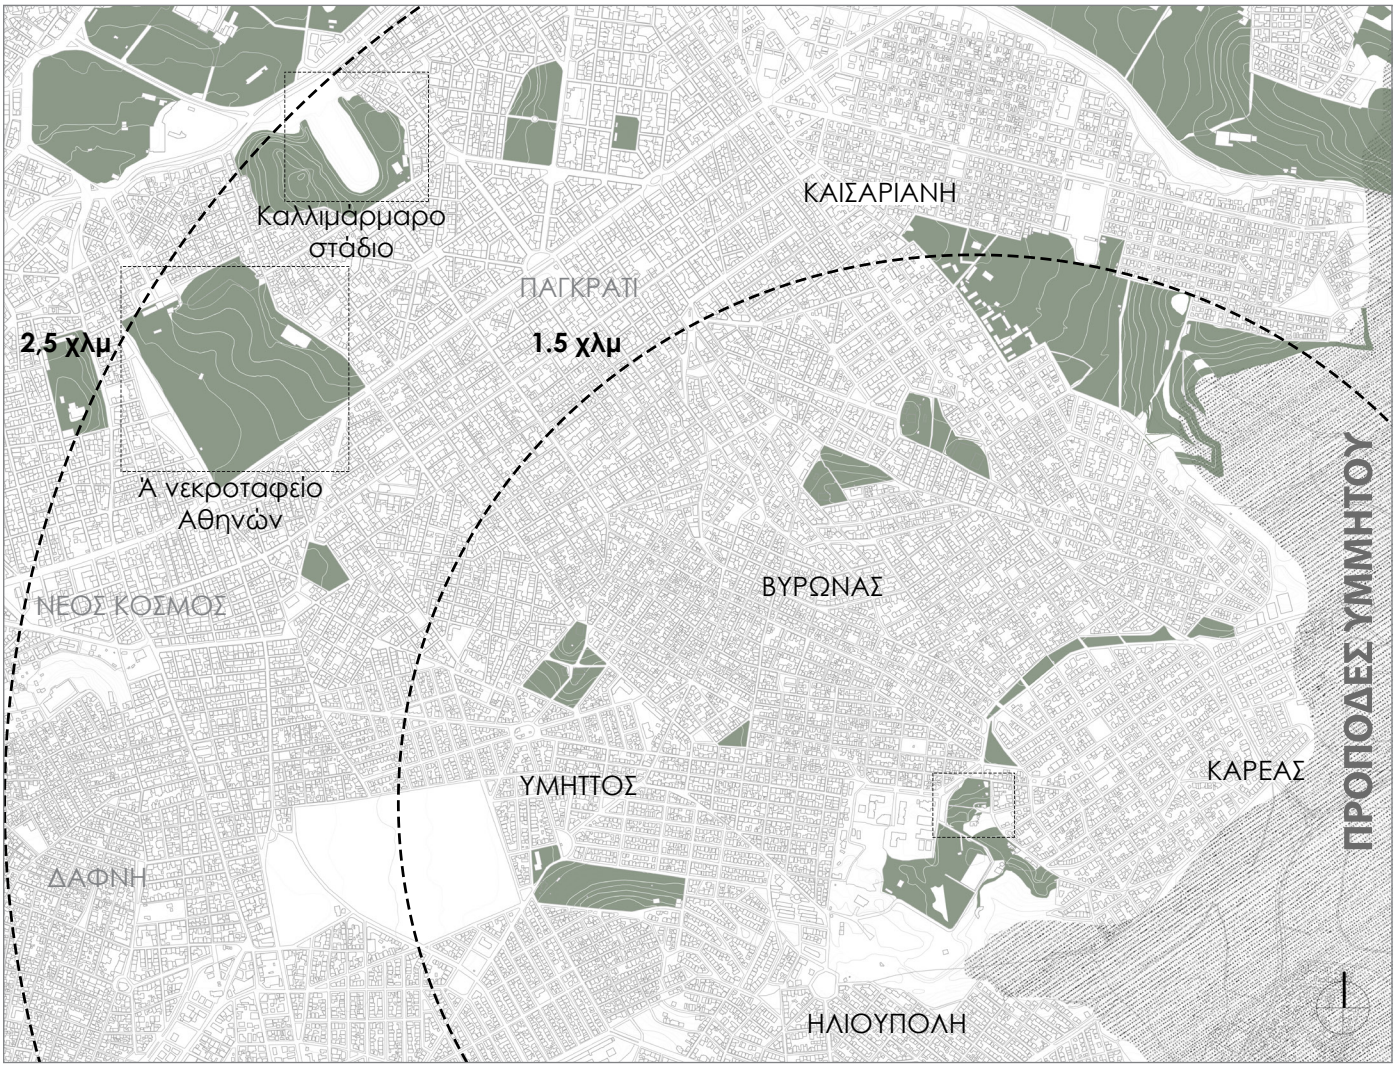 ΚΑΙΣΑΡΙΑΝΗ
Καλλιμάρμαρο
στάδιο
ΠΑΓΚΡΑΤΙ
2,5 χλμ
1.5 χλμ
Ά νεκροταφείο
Αθηνών
ΒΥΡΩΝΑΣ
ΝΕΟΣ ΚΟΣΜΟΣ
ΠΡΟΠΟΔΕΣ ΥΜΜΗΤΟΥ
ΥΜΗΤΤΟΣ
ΚΑΡΕΑΣ
ΔΑΦΝΗ
ΗΛΙΟΥΠΟΛΗ